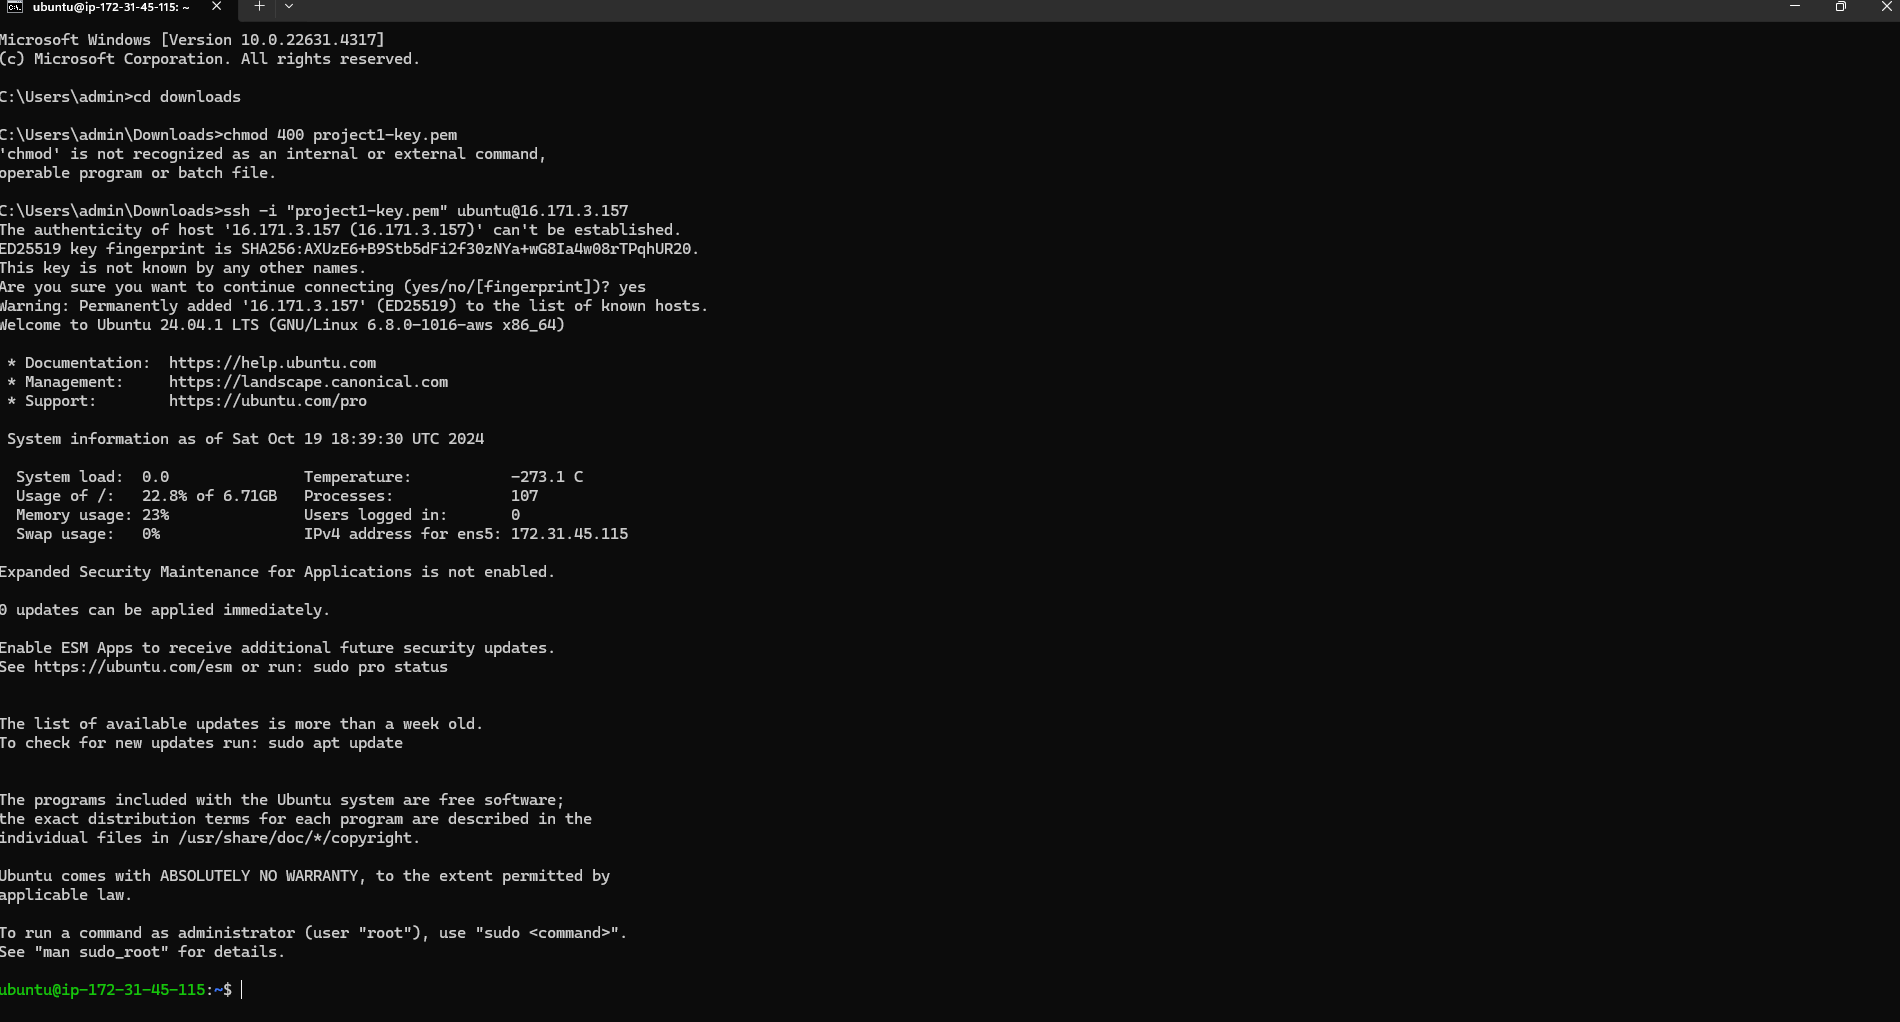 ubuntu@ip-172-31-45-115: ~
Microsoft Windows [Version 10.0.22631.4317]
(c) Microsoft Corporation. All rights reserved.
C:\Users\admin>cd downloads
C:\Users\admin\Downloads>chmod 400 project1-key.pem
'chmod' is not recognized as an internal or external command,
operable program or batch file.
C:\Users\admin\Downloads>ssh -i "project1-key.pem" ubuntu@16.171.3.157
The authenticity of host '16.171.3.157 (16.171.3.157)' can't be established.
ED25519 key fingerprint is SHA256:AXUzE6+B9Stb5dFi2f30zNYa+wG8Ia4w08rTPqhUR20.
This key is not known by any other names.
Are you sure you want to continue connecting (yes/no/[fingerprint])? yes
Warning: Permanently added '16.171.3.157' (ED25519) to the list of known hosts.
Welcome to Ubuntu 24.04.1 LTS (GNU/Linux 6.8.0-1016-aws x86_64)
* Documentation: https://help.ubuntu.com
* Management: https://landscape.canonical.com
* Support: https://ubuntu.com/pro
System information as of Sat Oct 19 18:39:30 UTC 2024
System load: 0.0 Temperature: -273.1 C
Usage of /: 22.8% of 6.71GB Processes: 107
Memory usage: 23% Users logged in: 0
Swap usage: 0% IPv4 address for ens5: 172.31.45.115
Expanded Security Maintenance for Applications is not enabled.
0 updates can be applied immediately.
Enable ESM Apps to receive additional future security updates.
See https://ubuntu.com/esm or run: sudo pro status
The list of available updates is more than a week old.
To check for new updates run: sudo apt update
The programs included with the Ubuntu system are free software;
the exact distribution terms for each program are described in the
individual files in /usr/share/doc/*/copyright.
Ubuntu comes with ABSOLUTELY NO WARRANTY, to the extent permitted by
applicable law.
To run a command as administrator (user "root"), use "sudo <command>".
See "man sudo_root" for details.
ubuntu@ip-172-31-45-115:~$